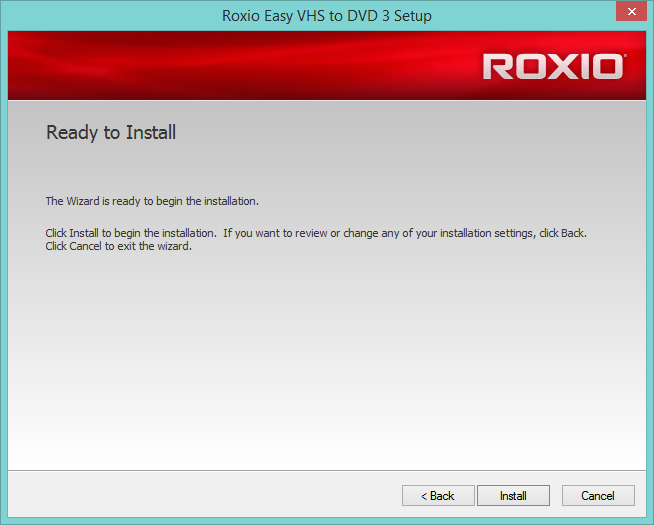 Roxio Easy VHS to DVD 3 Setup
ROXIO
Ready to Install
The Wizard is ready to begin the installation.
Click Install to begin the installation.  If you want to review or change any of your installation settings, click Back.
Click Cancel to exit the wizard.
< Back
Install
Cancel